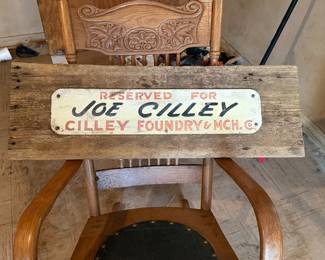 RESERVED FOR
JOE CILLEY
CILLEY FOUNDRY & MCH. Co.